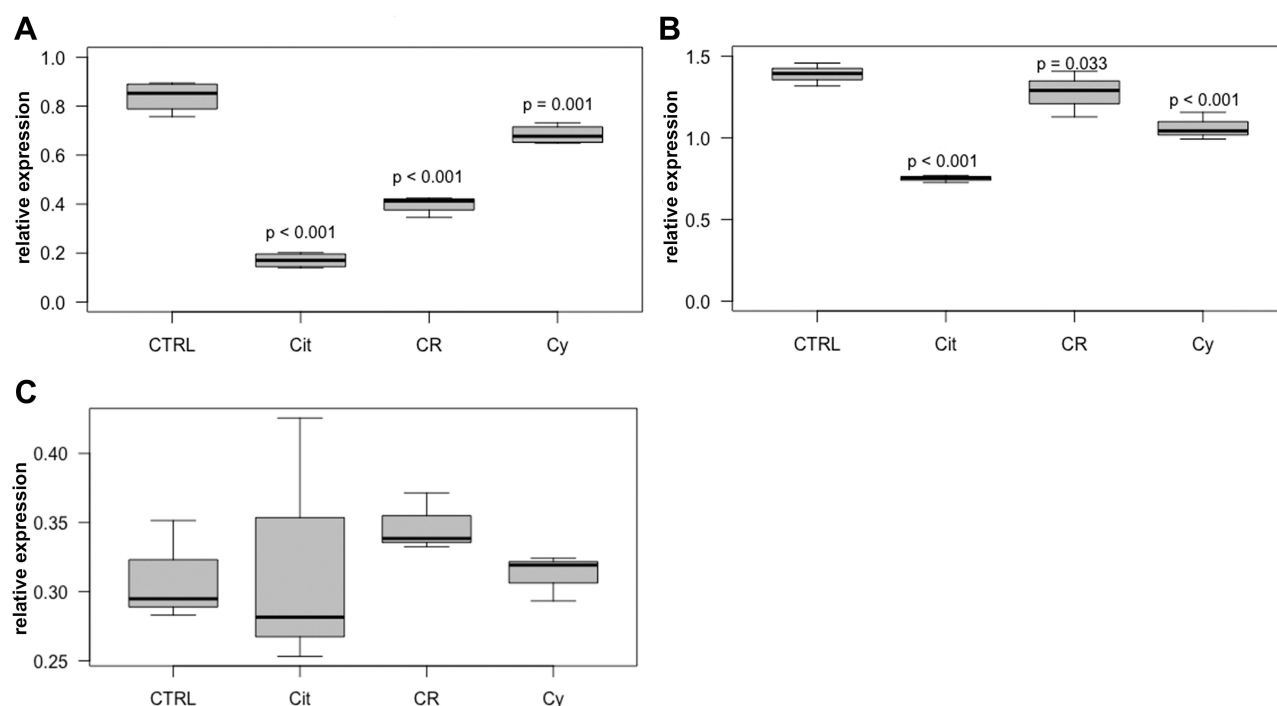 A
relative expression
1.0
0.8
0.6
0.4
0.2
0.0
p < 0.001
p < 0.001
p = 0.001
CTRL Cit CR Cy
B
relative expression
1.5
1.0
0.5
0.0
p < 0.001
p = 0.033
p < 0.001
CTRL Cit CR Cy
C
relative expression
0.40
0.35
0.30
0.25
CTRL Cit CR Cy